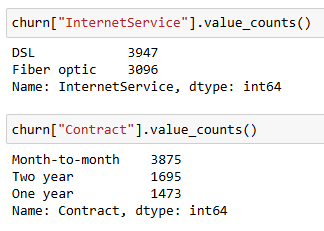 churn["InternetService"].value_counts()
DSL 3947
Fiber optic 3096
Name: InternetService, dtype: int64
churn["Contract"].value_counts()
Month-to-month 3875
Two year 1695
One year 1473
Name: Contract, dtype: int64